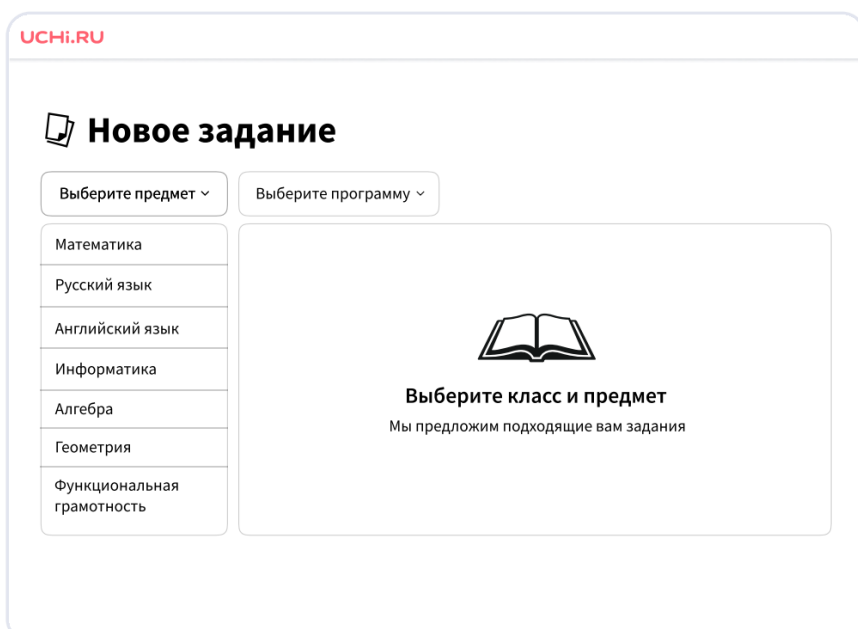 UCHi.RU
Новое задание
Выберите предмет
Выберите программу
Математика
Русский язык
Английский язык
Информатика
Алгебра
Геометрия
Функциональная
грамотность
Выберите класс и предмет
Мы предложим подходящие вам задания